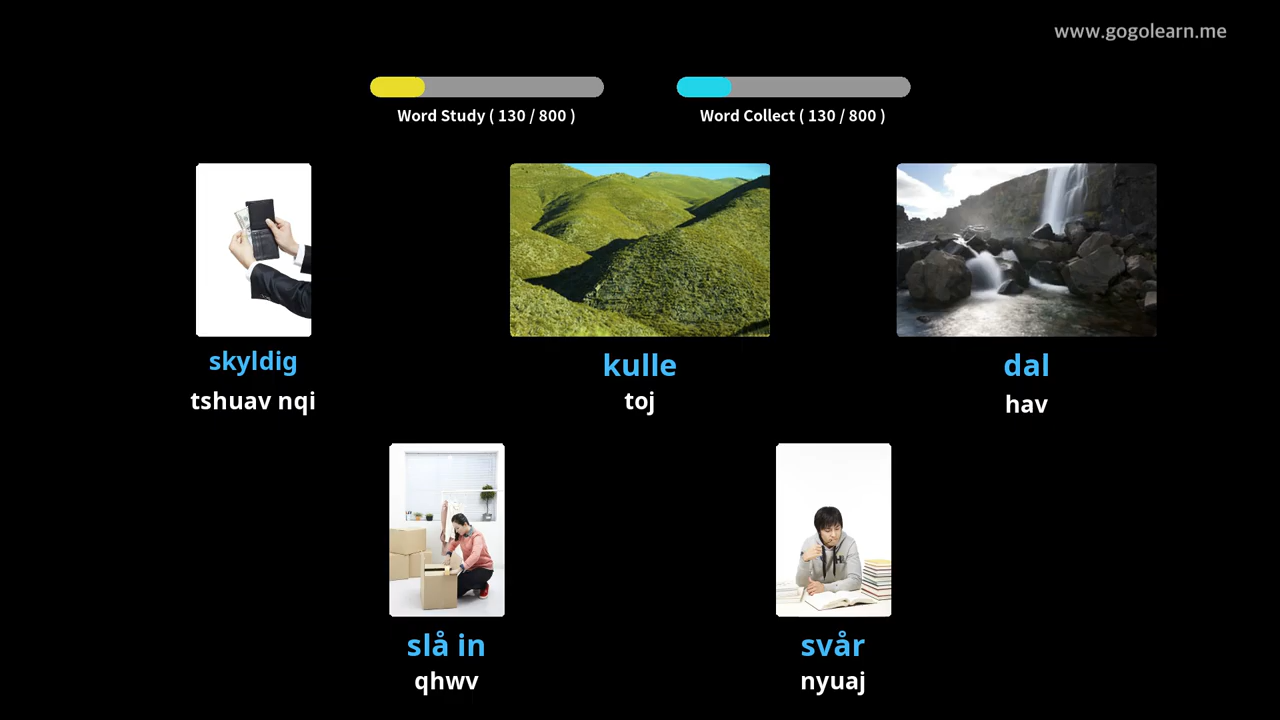 www.gogolearn.me
Word Study ( 130 / 800 )
Word Collect ( 130 / 800 )
skyldig
tshuav nqi
kulle
toj
dal
hav
slå in
qhwv
svår
nyuaj